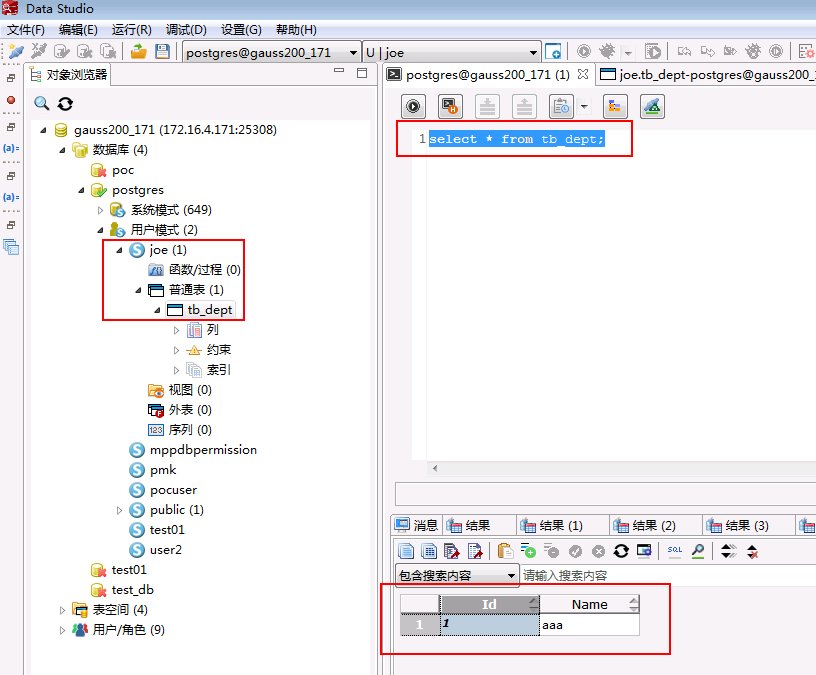 Data Studio
文件(F) 编辑(E) 运行(R) 调试(D) 设置(G) 帮助(H)
postgres@gauss200_171 U | joe
对象浏览器
gauss200_171 (172.16.4.171:25308)
数据库 (4)
poc
postgres
系统模式 (649)
用户模式 (2)
joe (1)
函数/过程 (0)
普通表 (1)
tb_dept
列
约束
索引
视图 (0)
外表 (0)
序列 (0)
mppdbpermission
pmk
pocuser
public (1)
test01
user2
test01
test_db
表空间 (4)
用户/角色 (9)
postgres@gauss200_171 (1) joe.tb_dept-postgres@gauss200_
1 select * from tb_dept;
消息 结果 结果 (1) 结果 (2) 结果 (3)
SQL
包含搜索内容 请输入搜索内容
Id Name
1 1 aaa
(a)=
(a)=
123